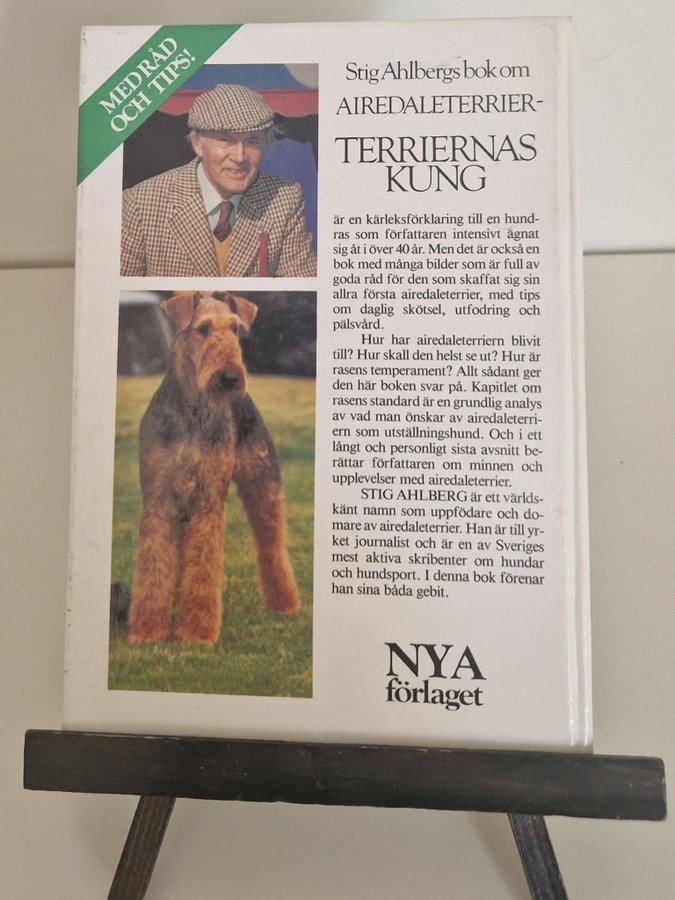 MED RÅD
OCH TIPS!
Stig Ahlbergs bok om
AIREDALETERRIER-
TERRIERNAS
KUNG
är en kärleksförklaring till en hund-
ras som författaren intensivt ägnat
sig åt i över 40 år. Men det är också en
bok med många bilder som är full av
goda råd för den som skaffat sig sin
allra första airedaleterrier, med tips
om daglig skötsel, utfodring och
pälsvård.
Hur har airedaleterriern blivit
till? Hur skall den helst se ut? Hur är
rasens temperament? Allt sådant ger
den här boken svar på. Kapitlet om
rasens standard är en grundlig analys
av vad man önskar av airedaleterri-
ern som utställningshund. Och i ett
långt och personligt sista avsnitt be-
rättar författaren om minnen och
upplevelser med airedaleterrier.
STIG AHLBERG är ett världs-
känt namn som uppfödare och do-
mare av airedaleterrier. Han är till yr-
ket journalist och är en av Sveriges
mest aktiva skribenter om hundar
och hundsport. I denna bok förenar
han sina båda gebit.
NYA
förlaget